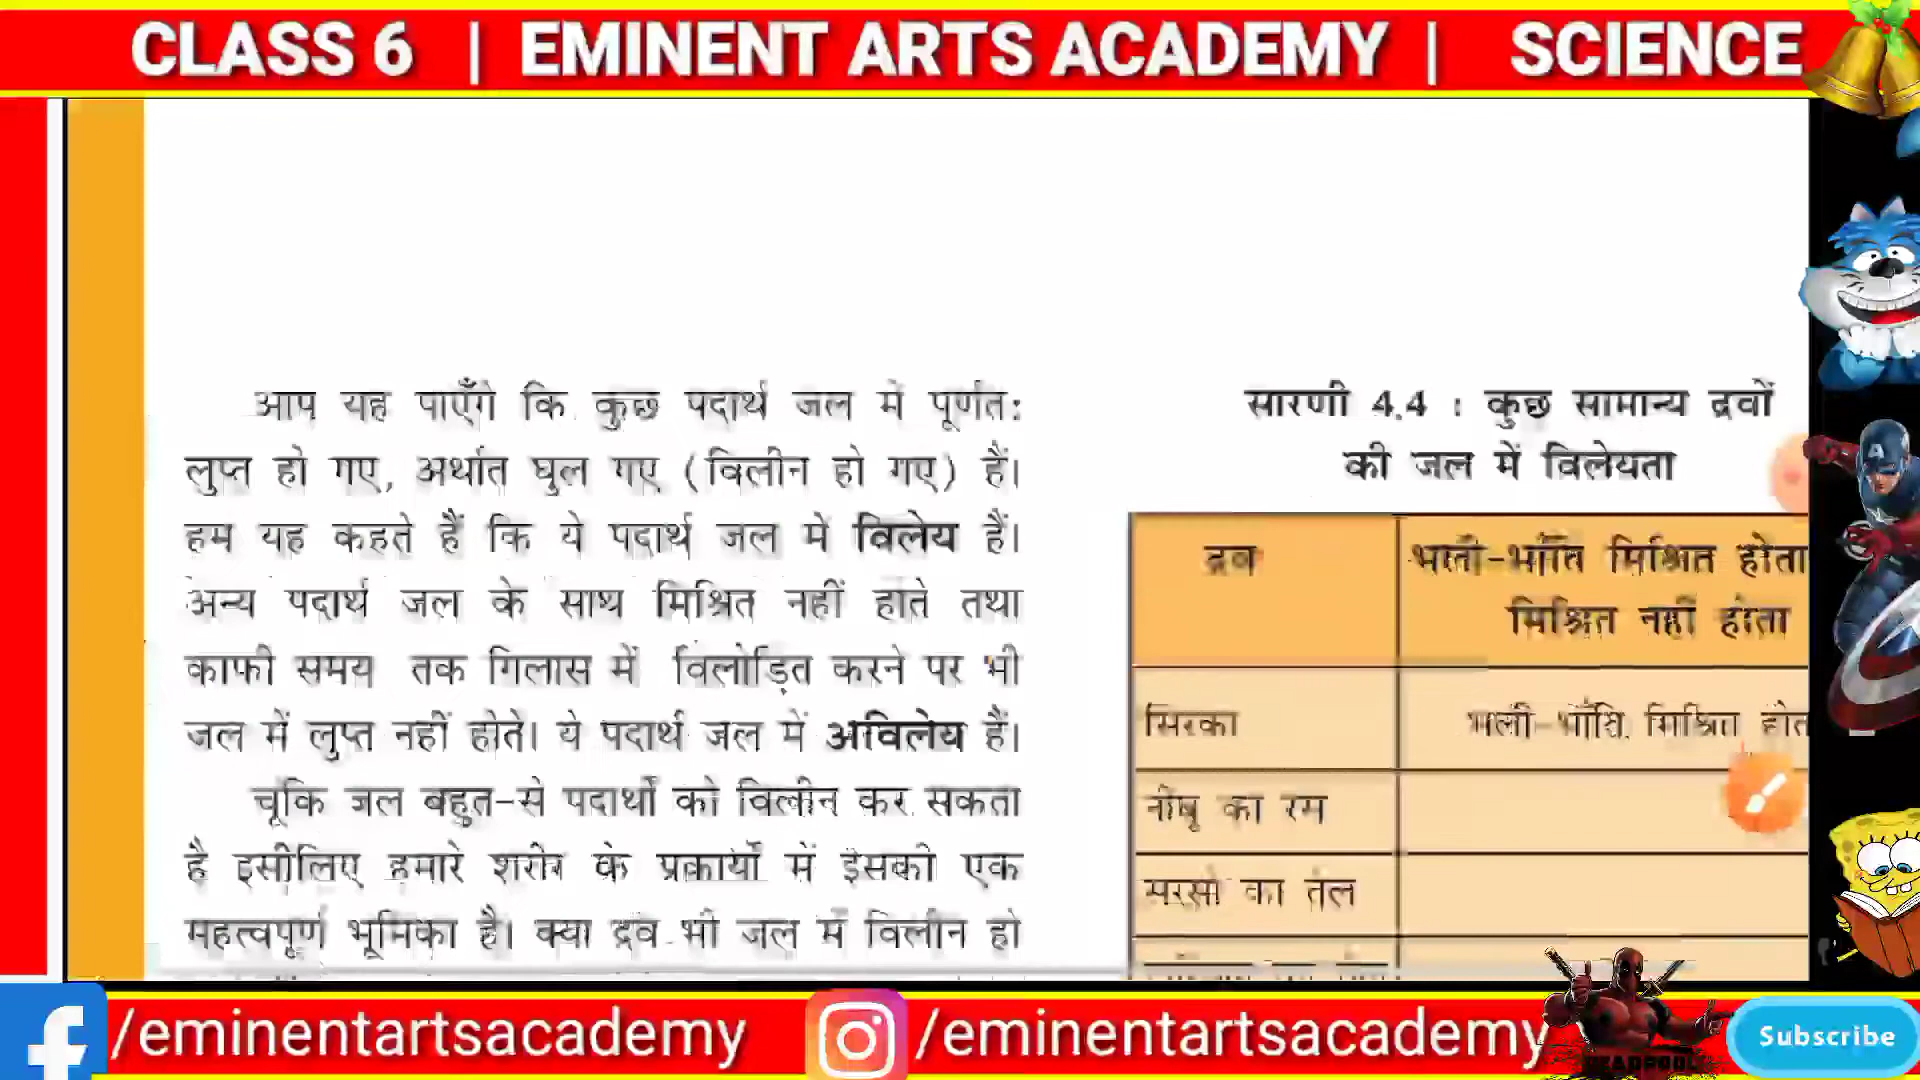 CLASS 6 | EMINENT ARTS ACADEMY | SCIENCE
आप यह पाएँगे कि कुछ पदार्थ जल में पूर्णत:
लुप्त हो गए, अर्थात घुल गए (विलीन हो गए) हैं।
हम यह कहते हैं कि ये पदार्थ जल में विलेय हैं।
अन्य पदार्थ जल के साथ मिश्रित नहीं होते तथा
काफी समय तक गिलास में विलोड़ित करने पर भी
जल में लुप्त नहीं होते। ये पदार्थ जल में अविलेय हैं।
चूंकि जल बहुत-से पदार्थों को विलीन कर सकता
है इसीलिए हमारे शरीर के प्रकार्यों में इसकी एक
महत्वपूर्ण भूमिका है। क्या द्रव भी जल में विलीन हो
सारणी 4.4 : कुछ सामान्य द्रवों
की जल में विलेयता
द्रव भली-भाँति मिश्रित होता
मिश्रित नहीं होता
सिरका भली-भाँति मिश्रित होत
नींबू का रस
सरसों का तेल
/eminentartsacademy /eminentartsacademy
DEADPOOL
Subscribe